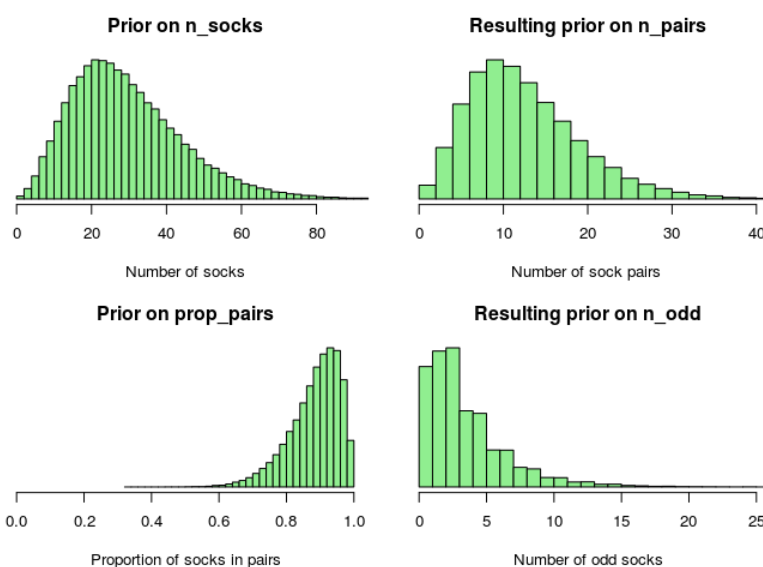 Prior on n_socks
0 20 40 60 80
Number of socks
Resulting prior on n_pairs
0 10 20 30 40
Number of sock pairs
Prior on prop_pairs
0.0 0.2 0.4 0.6 0.8 1.0
Proportion of socks in pairs
Resulting prior on n_odd
0 5 10 15 20 25
Number of odd socks